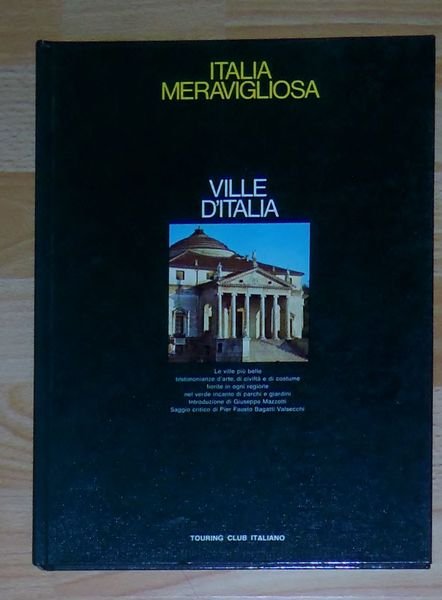 ITALIA
MERAVIGLIOSA
VILLE
D'ITALIA
Le ville più belle
testimonianze d'arte, di civiltà e di costume
fiorite in ogni regione
nel verde incanto di parchi e giardini
Introduzione di Giuseppe Mazzotti
Saggio critico di Pier Fausto Bagatti Valsecchi
TOURING CLUB ITALIANO